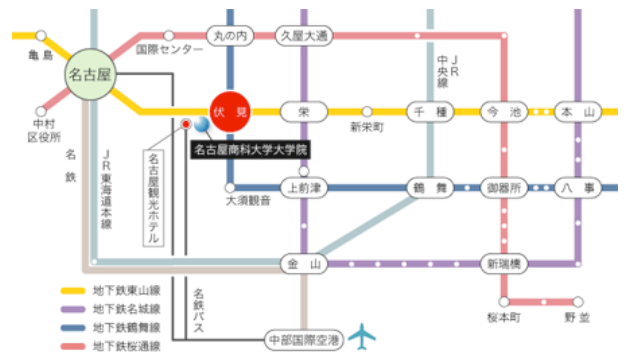 亀島
国際センター
丸の内
久屋大通
JR
中央線
名古屋
中村
区役所
伏見
栄
新栄町
千種
今池
本山
名古屋商科大学大学院
名古屋観光ホテル
名鉄
JR東海道本線
大須観音
上前津
鶴舞
御器所
八事
金山
新瑞橋
地下鉄東山線
地下鉄名城線
地下鉄鶴舞線
地下鉄桜通線
名鉄バス
中部国際空港
桜本町
野並